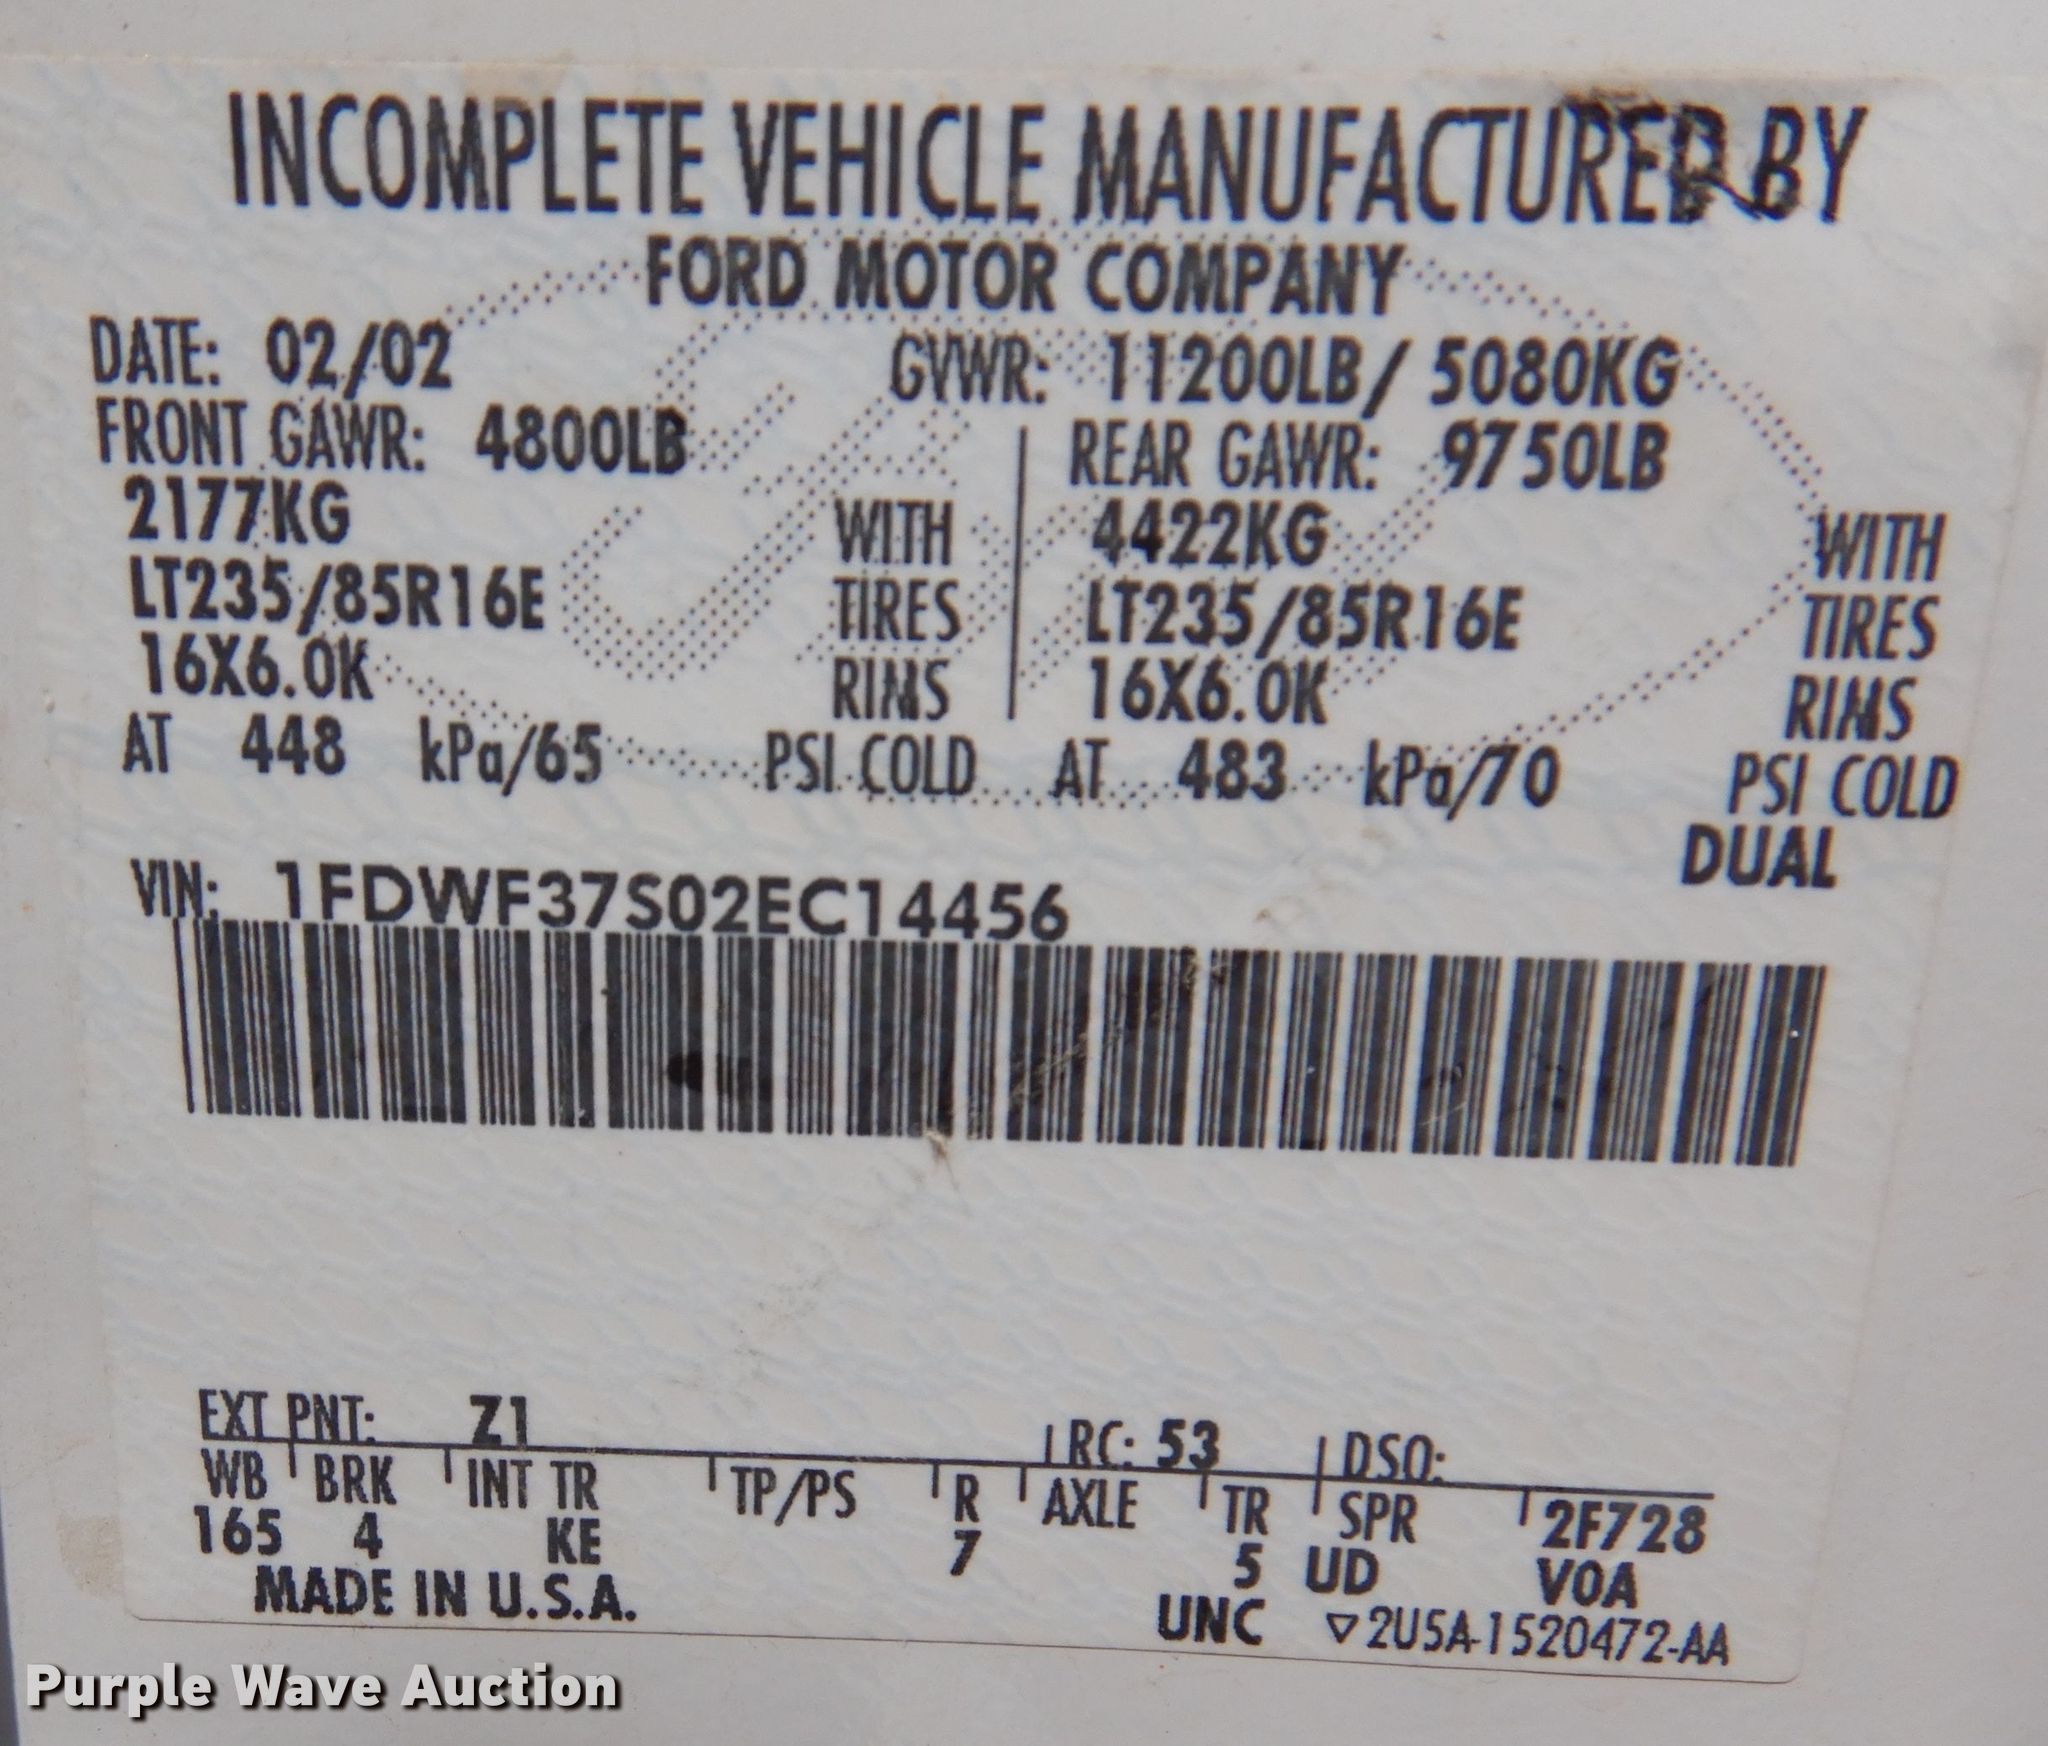 INCOMPLETE VEHICLE MANUFACTURED BY
FORD MOTOR COMPANY
DATE: 02/02 GVWR: 11200LB/ 5080KG
FRONT GAWR: 4800LB REAR GAWR: 9750LB
2177KG WITH 4422KG WITH
LT235/85R16E TIRES LT235/85R16E TIRES
16X6.0K RIMS 16X6.0K RIMS
AT 448 kPa/65 PSI COLD AT 483 kPa/70 PSI COLD
DUAL
VIN: 1FDWF37S02EC14456
EXT PNT: Z1 RC: 53 DSO:
WB BRK INT TR TP/PS R AXLE TR SPR 2F728
165 4 KE 7 5 UD VOA
MADE IN U.S.A. UNC ▽2U5A-1520472-AA
Purple Wave Auction